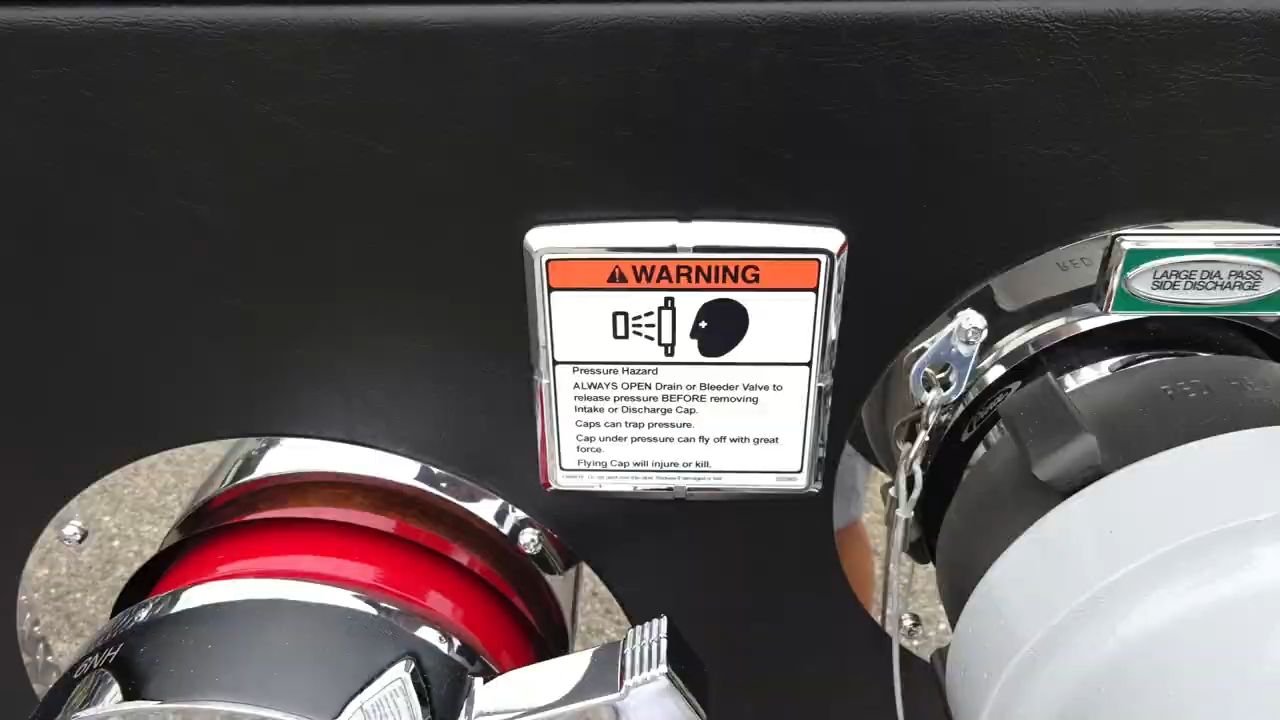 WARNING
Pressure Hazard
ALWAYS OPEN Drain or Bleeder Valve to
release pressure BEFORE removing
Intake or Discharge Cap.
Caps can trap pressure.
Cap under pressure can fly off with great
force.
Flying Cap will injure or kill.
RED
LARGE DIA. PASS.
SIDE DISCHARGE